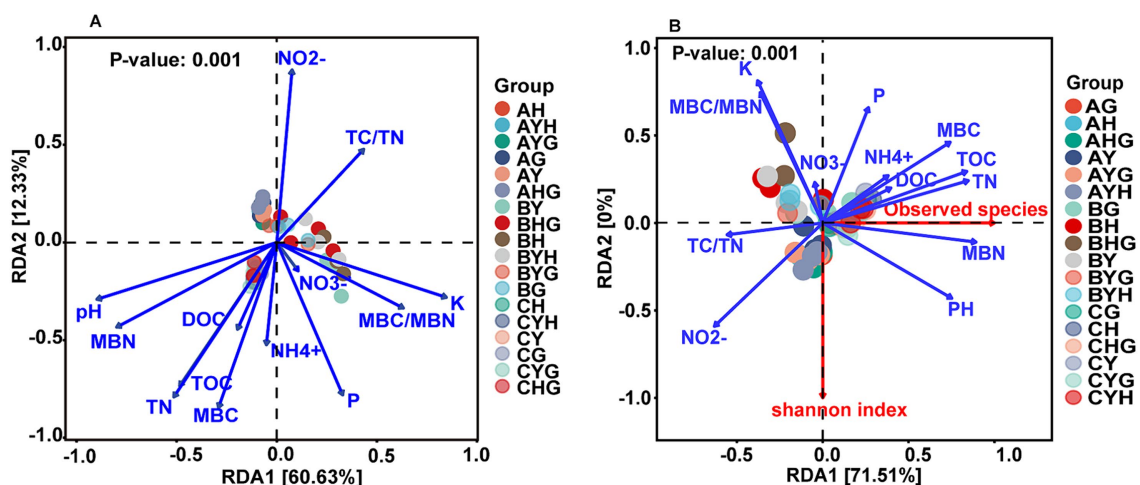 A
P-value: 0.001
NO2-
TC/TN
pH
MBN
DOC
TOC
TN
MBC
NH4+
NO3-
MBC/MBN
K
P
1.0
0.5
0.0
-0.5
-1.0
RDA2 [12.33%]
-1.0
-0.5
0.0
0.5
1.0
RDA1 [60.63%]
Group
AH
AYH
AYG
AG
AY
AHG
BY
BHG
BH
BYH
BYG
BG
CH
CYH
CY
CG
CYG
CHG
B
P-value: 0.001
K
MBC/MBN
P
MBC
NO3-
NH4+
TOC
DOC
TN
Observed species
TC/TN
MBN
PH
NO2-
shannon index
1.0
0.5
0.0
-0.5
-1.0
RDA2 [0%]
-0.5
0.0
0.5
1.0
RDA1 [71.51%]
Group
AG
AH
AHG
AY
AYG
AYH
BG
BH
BHG
BY
BYG
BYH
CG
CH
CHG
CY
CYG
CYH